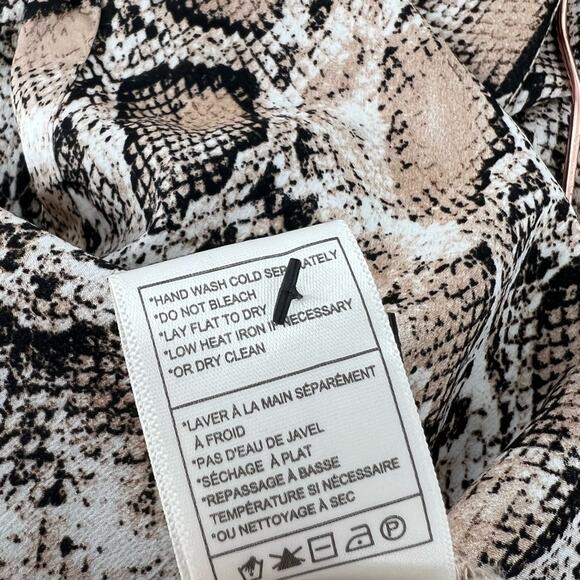 *HAND WASH COLD SEPARATELY
*DO NOT BLEACH
*LAY FLAT TO DRY
*LOW HEAT IRON IF NECESSARY
*OR DRY CLEAN
*LAVER À LA MAIN SÉPARÉMENT
À FROID
*PAS D'EAU DE JAVEL
*SÉCHAGE À PLAT
*REPASSAGE À BASSE
TEMPÉRATURE SI NÉCESSAIRE
*OU NETTOYAGE À SEC
P